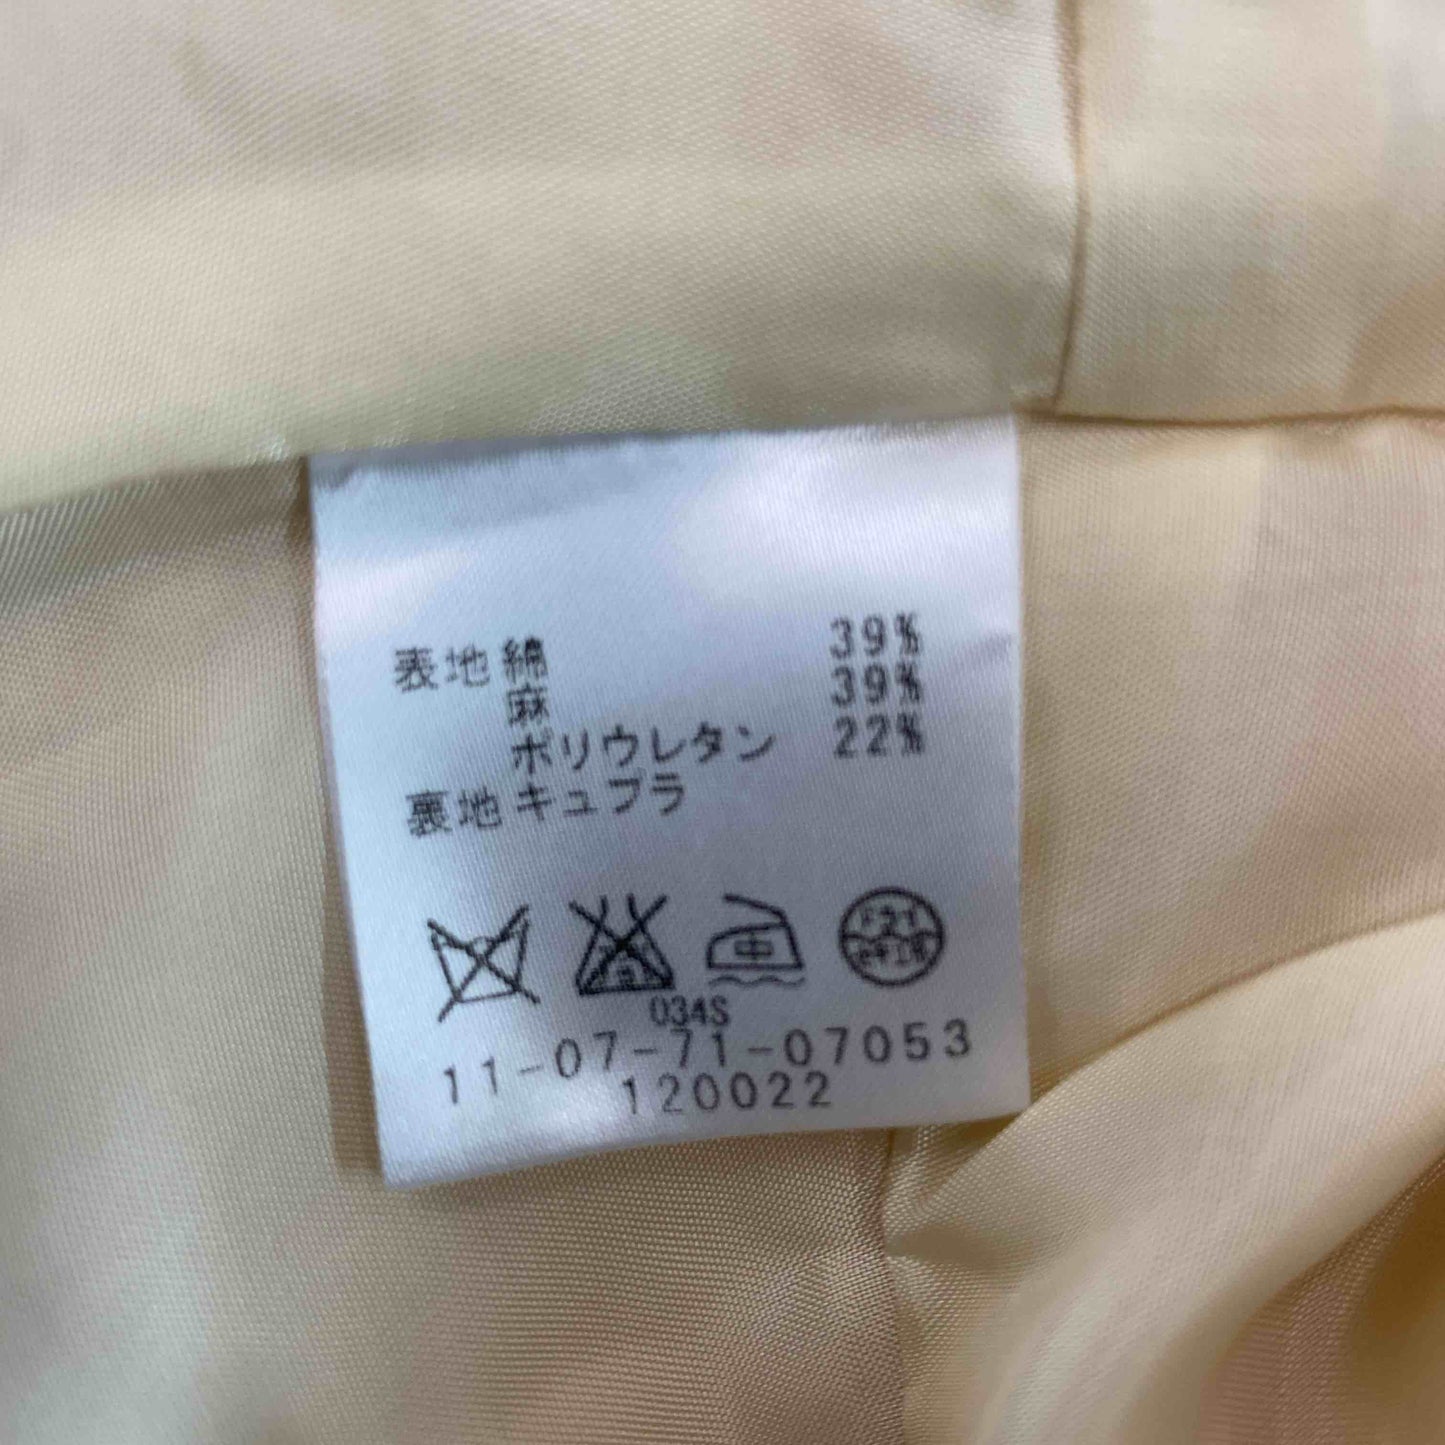 表地 綿 39%
麻 39%
ポリウレタン 22%
裏地 キュプラ
中
034S
11-07-71-07053
120022